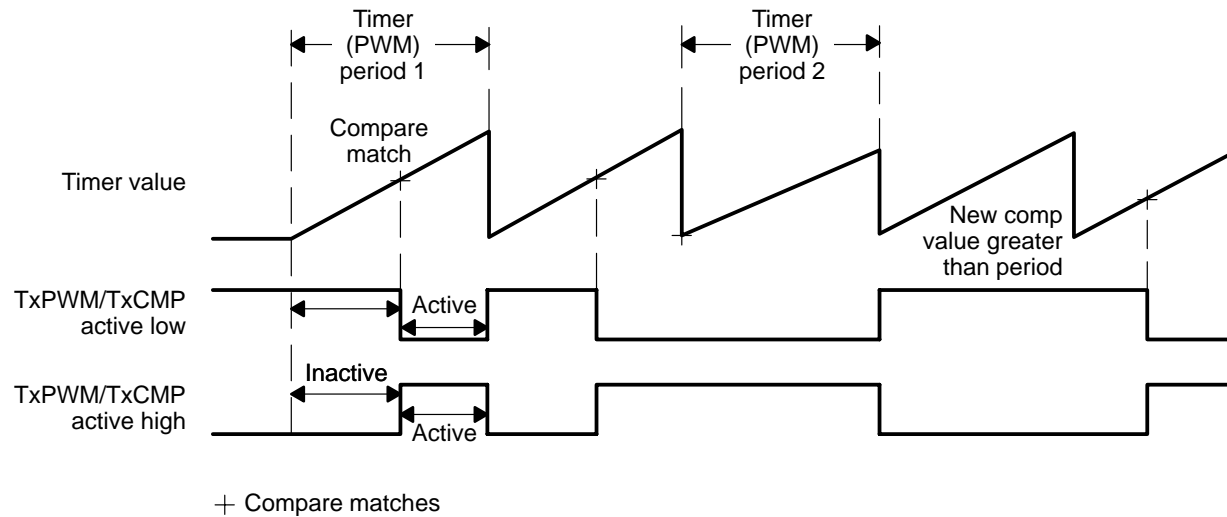 Timer
(PWM)
period 1
Timer
(PWM)
period 2
Compare
match
Timer value
New comp
value greater
than period
TxPWM/TxCMP
active low
Active
Inactive
TxPWM/TxCMP
active high
Active
+ Compare matches